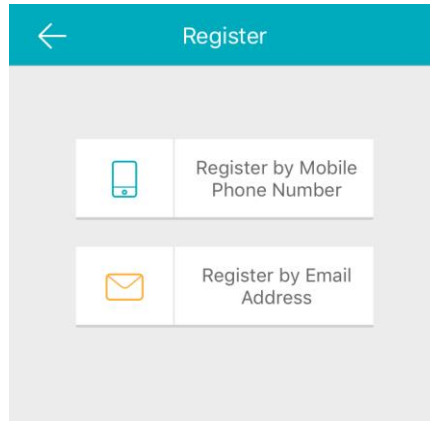 Register
Register by Mobile
Phone Number
Register by Email
Address